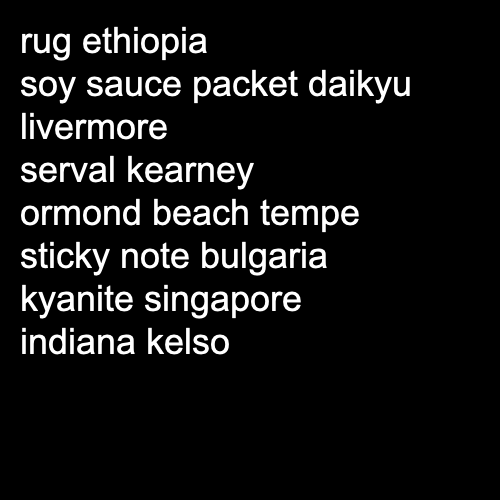 rug ethiopia
soy sauce packet daikyu
livermore
serval kearney
ormond beach tempe
sticky note bulgaria
kyanite singapore
indiana kelso